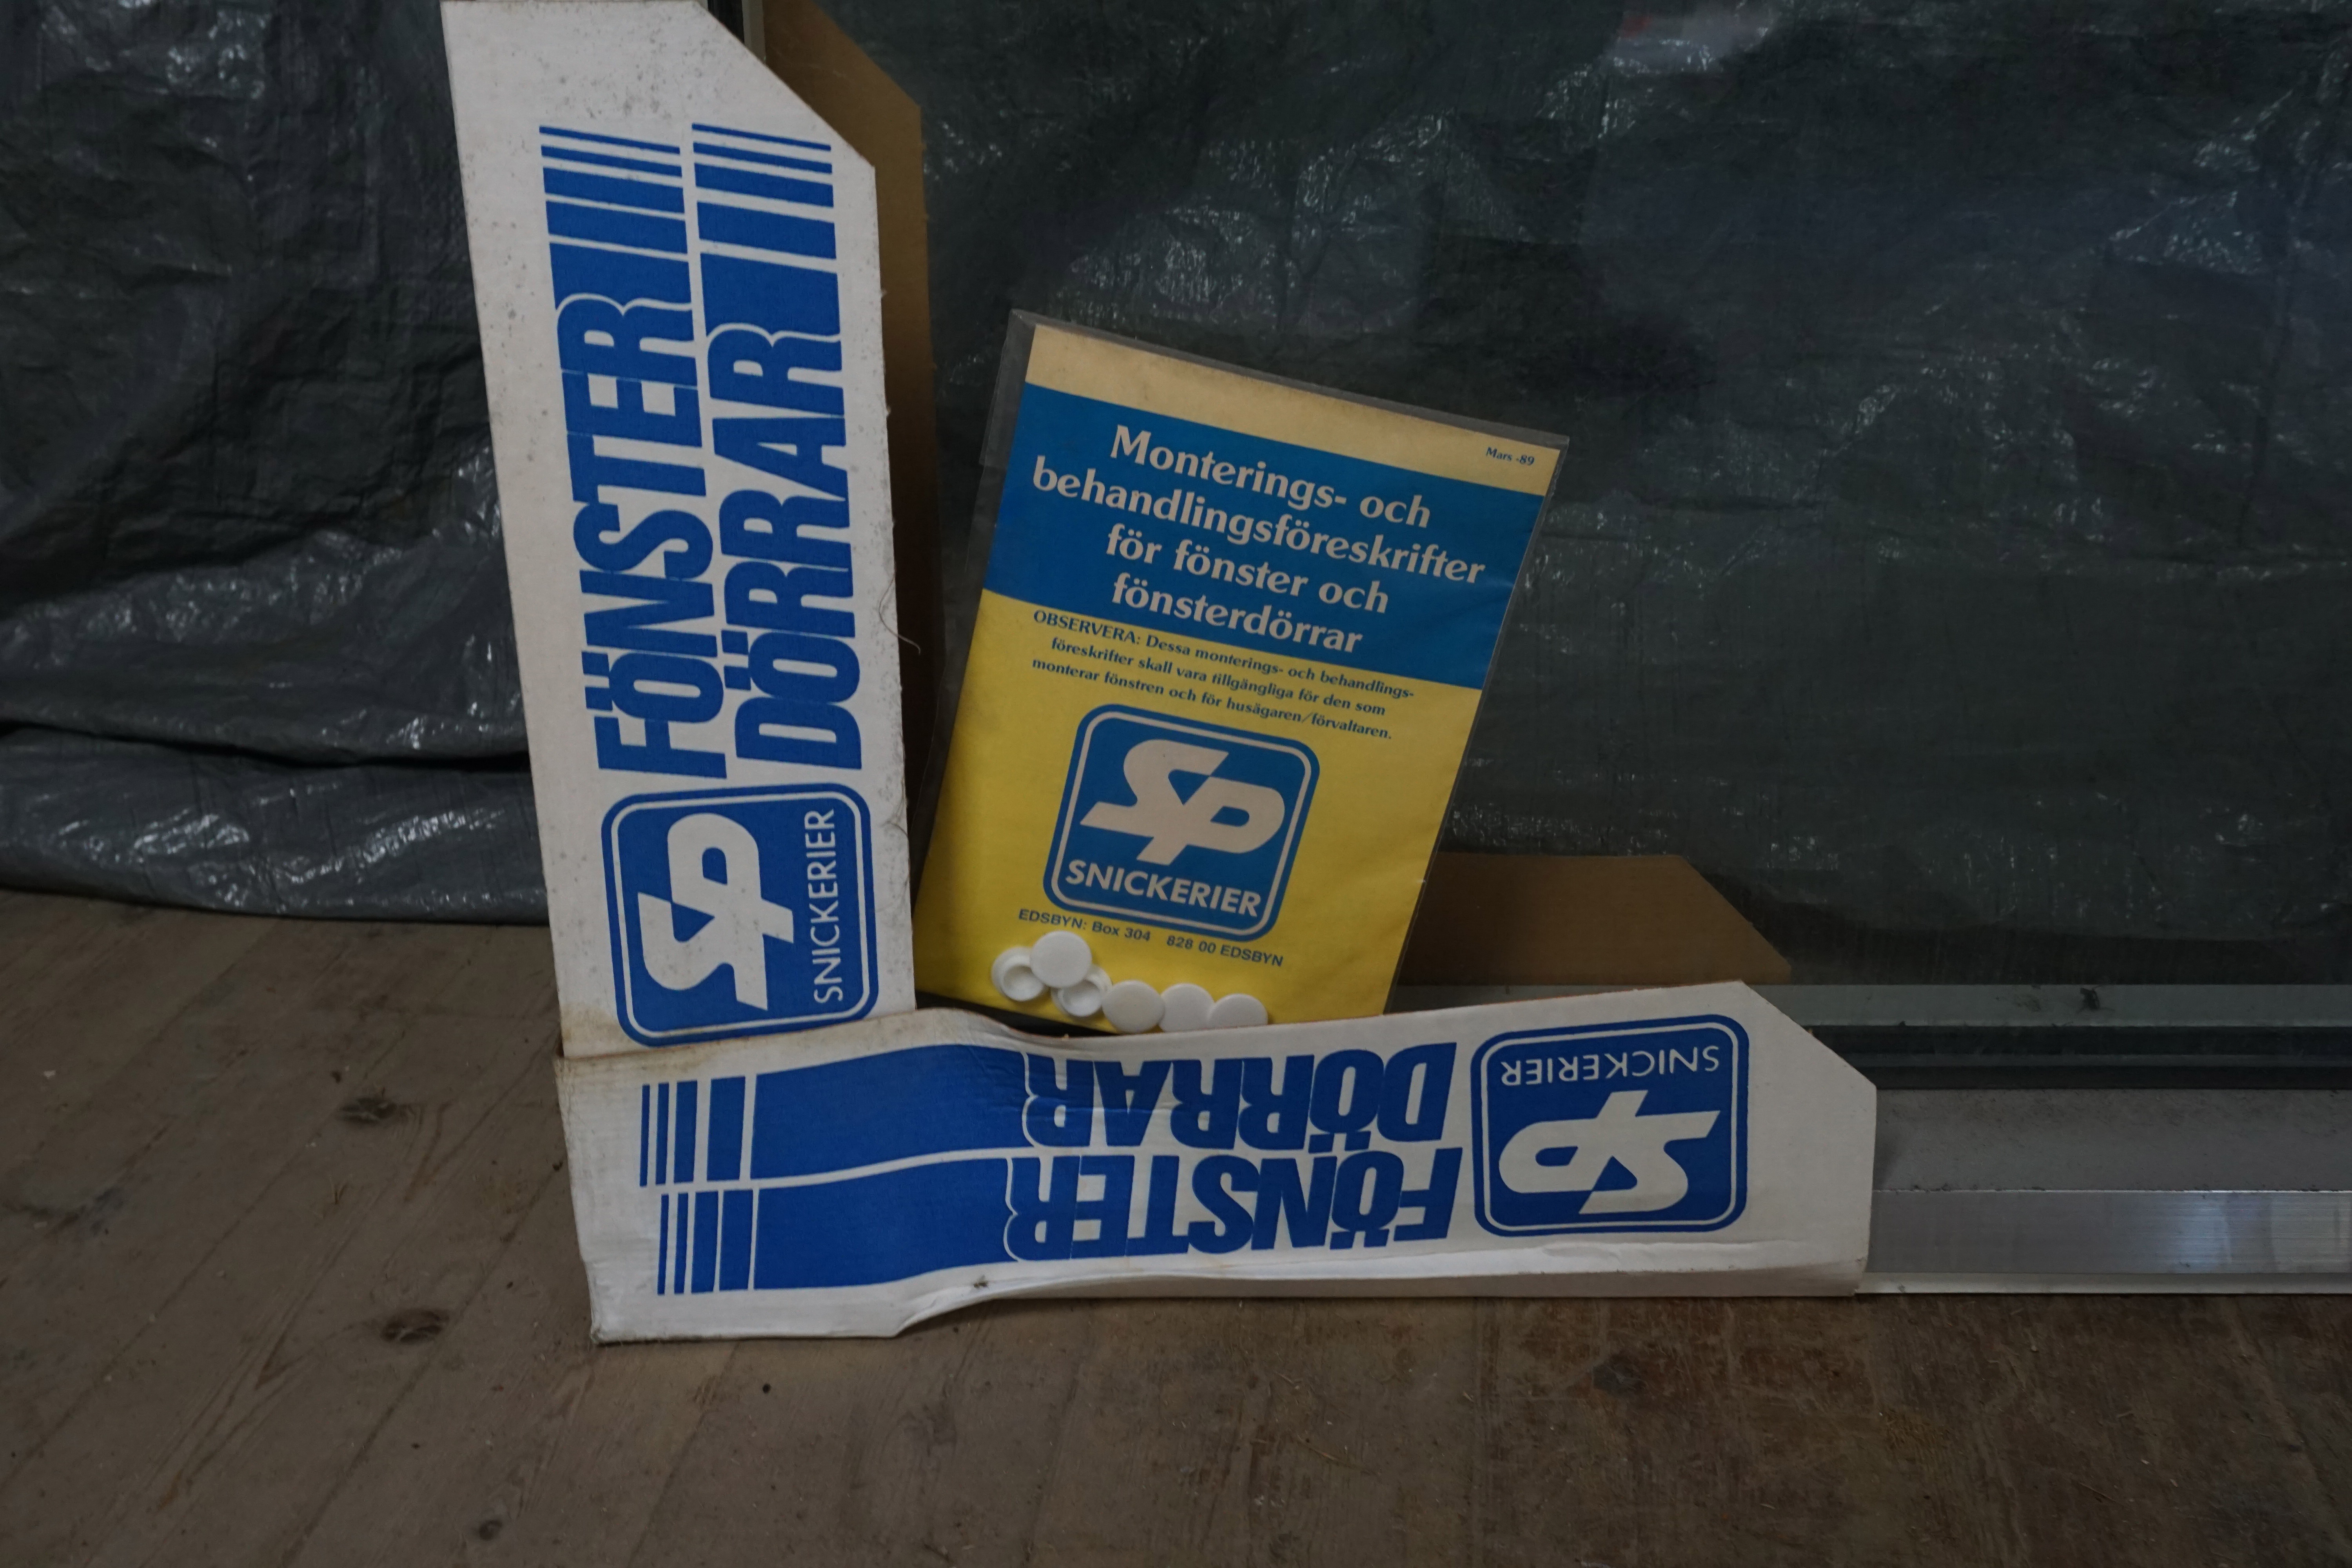 FÖNSTER
DÖRRAR
SP
SNICKERIER
Mars -89
Monterings- och
behandlingsföreskrifter
för fönster och
fönsterdörrar
OBSERVERA: Dessa monterings- och behandlings-
föreskrifter skall vara tillgängliga för den som
monterar fönstren och för husägaren/förvaltaren.
SP
SNICKERIER
EDSBYN: Box 304 828 00 EDSBYN
FÖNSTER
DÖRRAR
SP
SNICKERIER